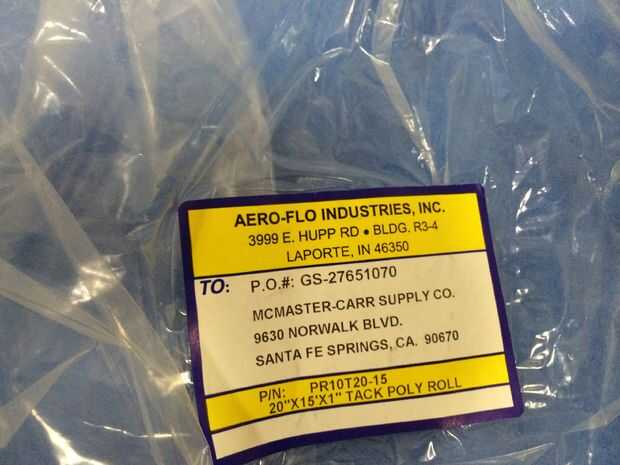 AERO-FLO INDUSTRIES, INC.
3999 E. HUPP RD • BLDG. R3-4
LAPORTE, IN 46350
TO: P.O.#: GS-27651070
MCMASTER-CARR SUPPLY CO.
9630 NORWALK BLVD.
SANTA FE SPRINGS, CA. 90670
P/N: PR10T20-15
20"X15'X1" TACK POLY ROLL